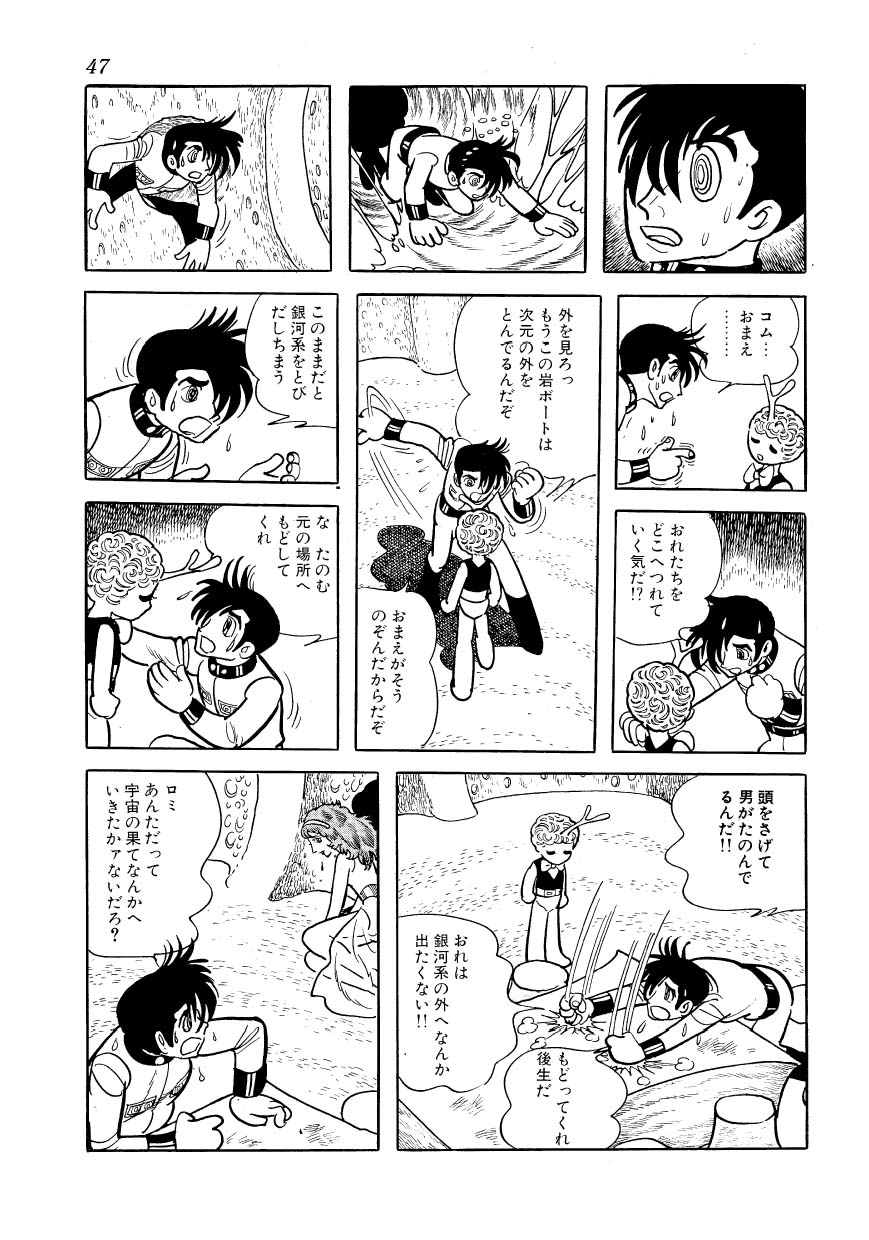 47
コム…
おまえ
………
外を見ろっ
もうこの岩ボートは
次元の外を
とんでるんだぞ
おまえがそう
のぞんだからだぞ
このままだと
銀河系をとび
だしちまう
おれたちを
どこへつれて
いく気だ!?
な たのむ
元の場所へ
もどして
くれ
頭をさげて
男がたのんで
るんだ!!
もどってくれ
後生だ
おれは
銀河系の外へなんか
出たくない!!
ロミ
あんただって
宇宙の果てなんかへ
いきたかァないだろ?